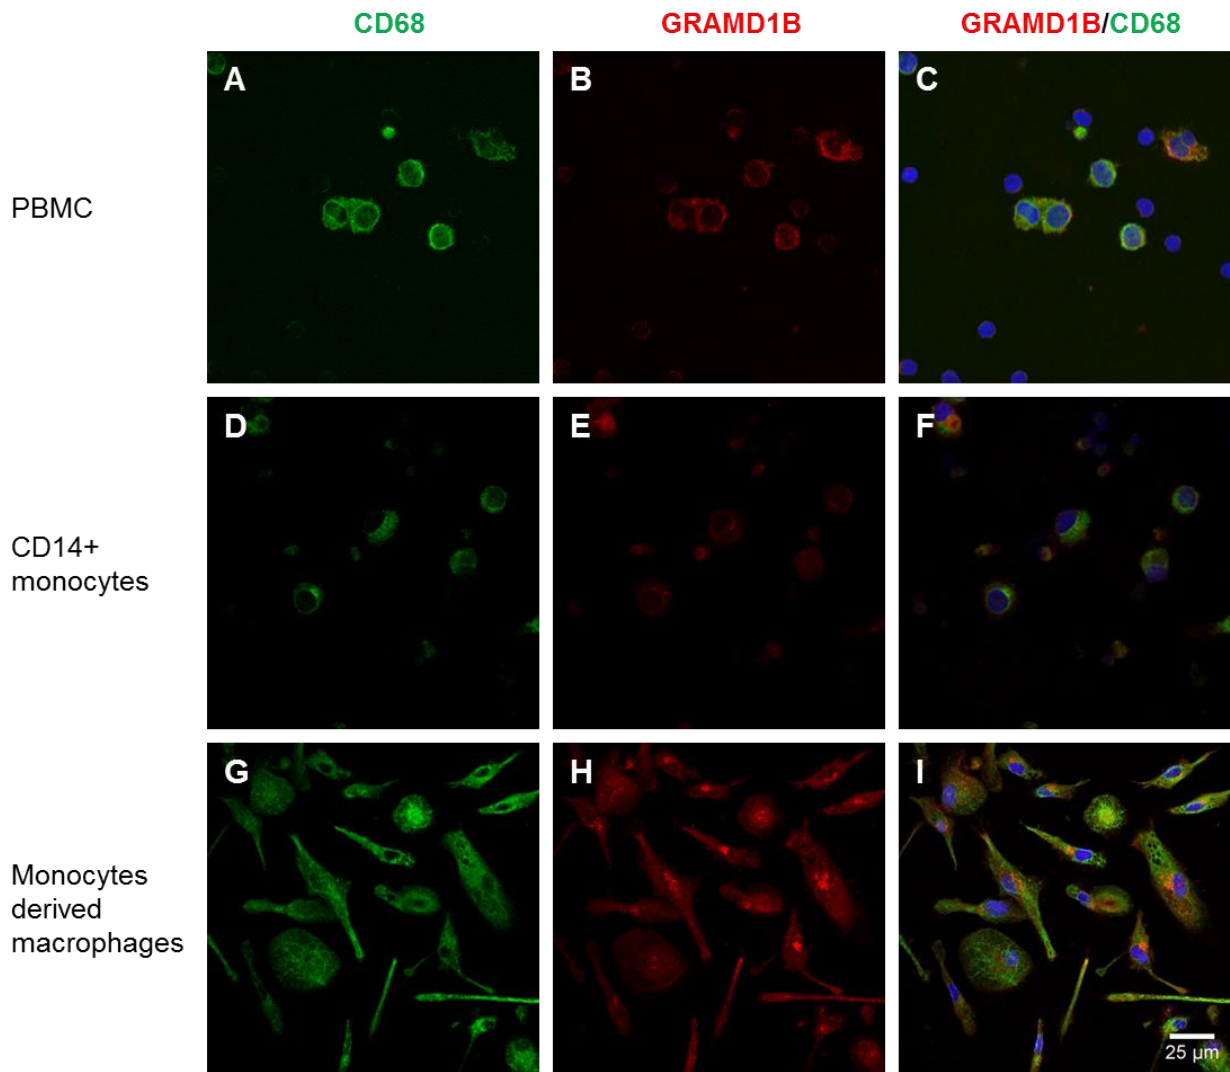 CD68 GRAMD1B GRAMD1B/CD68
PBMC
A B C
CD14+
monocytes
D E F
Monocytes
derived
macrophages
G H I
25 µm